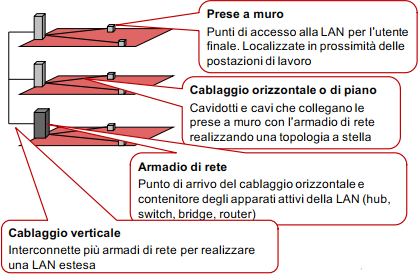 Prese a muro
Punti di accesso alla LAN per l'utente
finale. Localizzate in prossimità delle
postazioni di lavoro
Cablaggio orizzontale o di piano
Cavidotti e cavi che collegano le
prese a muro con l'armadio di rete
realizzando una topologia a stella
Armadio di rete
Punto di arrivo del cablaggio orizzontale e
contenitore degli apparati attivi della LAN (hub,
switch, bridge, router)
Cablaggio verticale
Interconnette più armadi di rete per realizzare
una LAN estesa